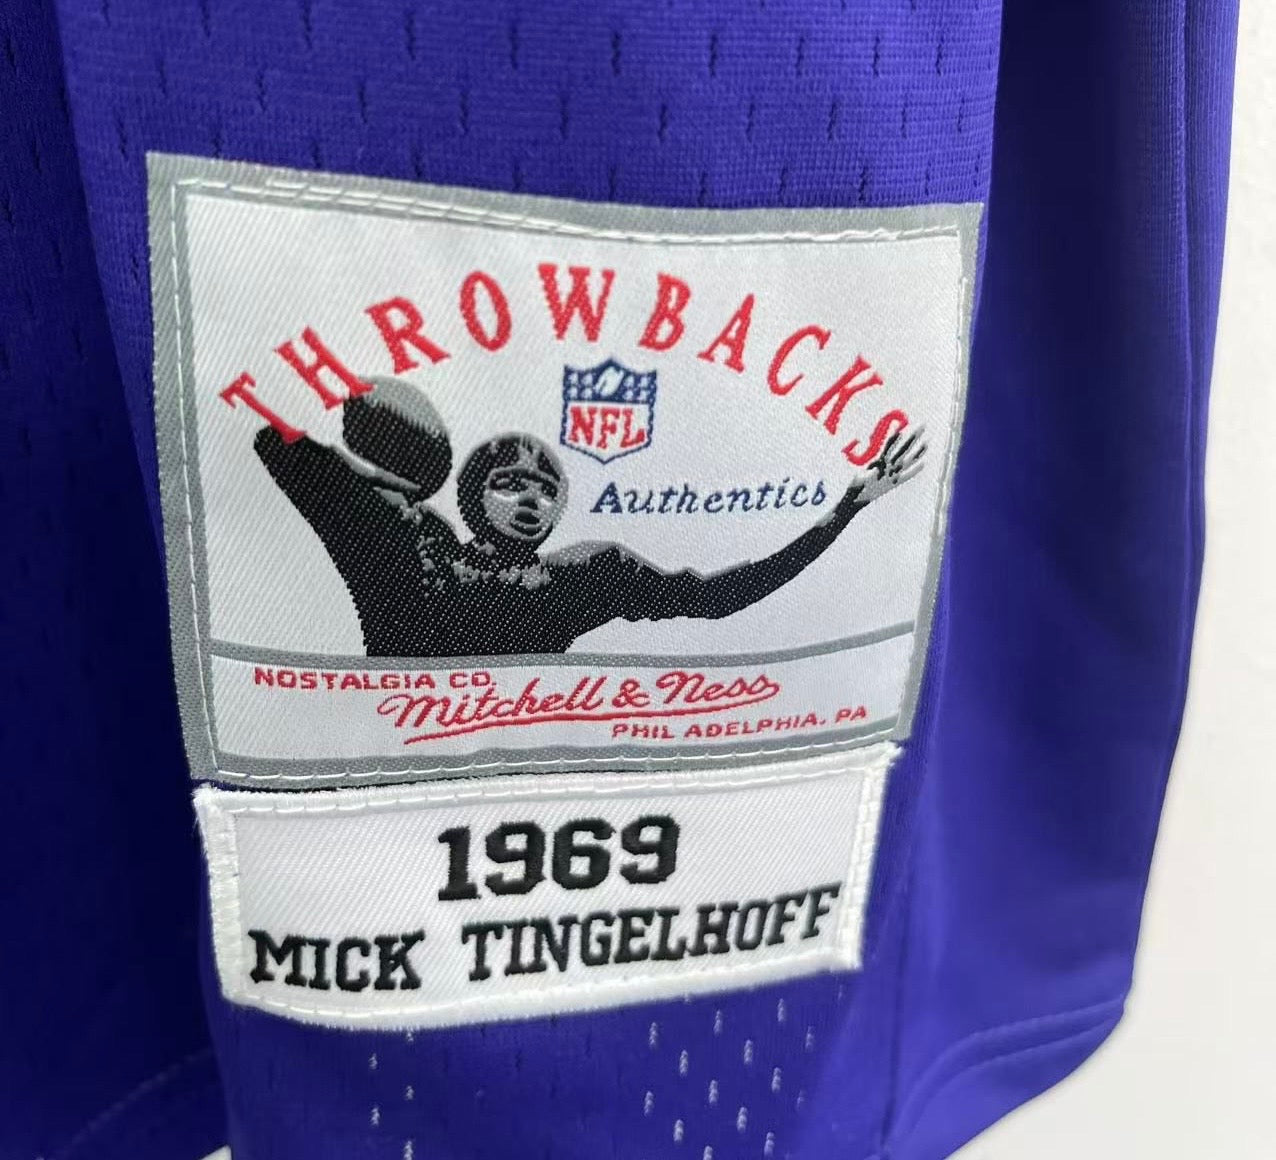 THROWBACKS
NFL
Authentics
NOSTALGIA CO.
Mitchell & Ness
PHILADELPHIA, PA
1969
MICK TINGELHOFF